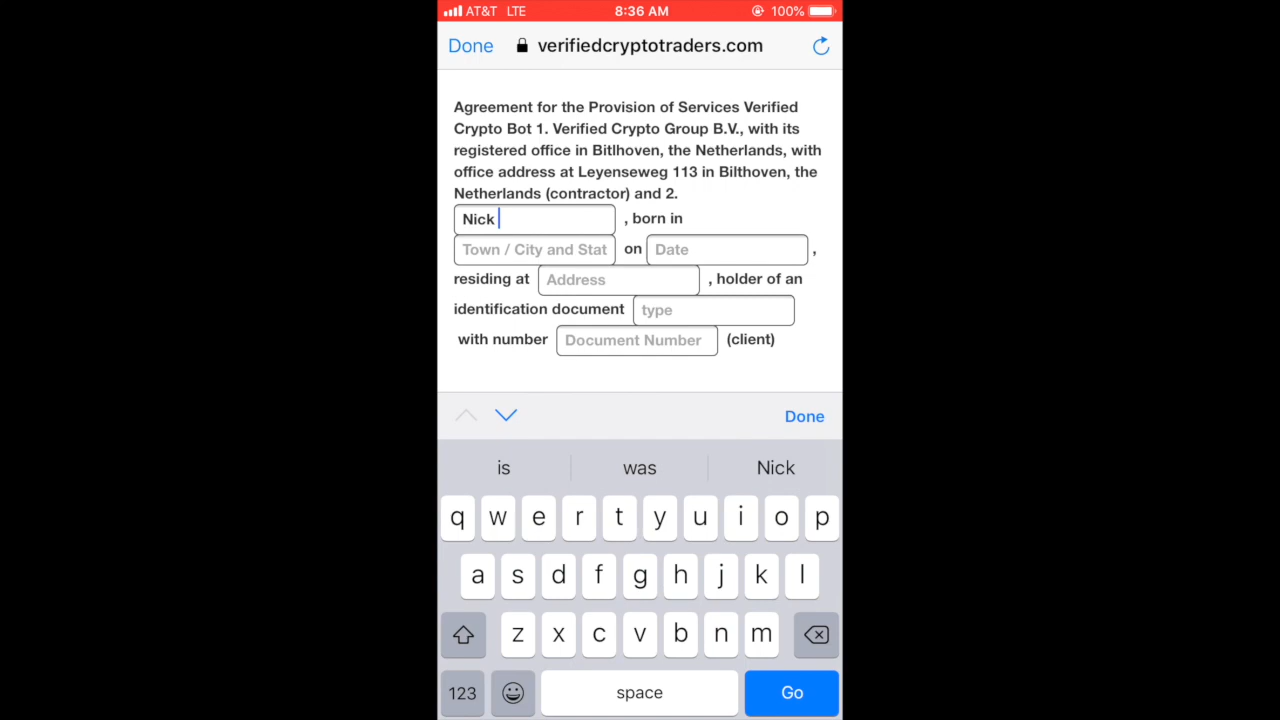 AT&T LTE 8:36 AM 100%
Done verifiedcryptotraders.com
Agreement for the Provision of Services Verified
Crypto Bot 1. Verified Crypto Group B.V., with its
registered office in Bitlhoven, the Netherlands, with
office address at Leyenseweg 113 in Bilthoven, the
Netherlands (contractor) and 2.
Nick , born in
Town / City and Stat on Date ,
residing at Address , holder of an
identification document type
with number Document Number (client)
Done
is was Nick
q w e r t y u i o p
a s d f g h j k l
z x c v b n m
123 space Go